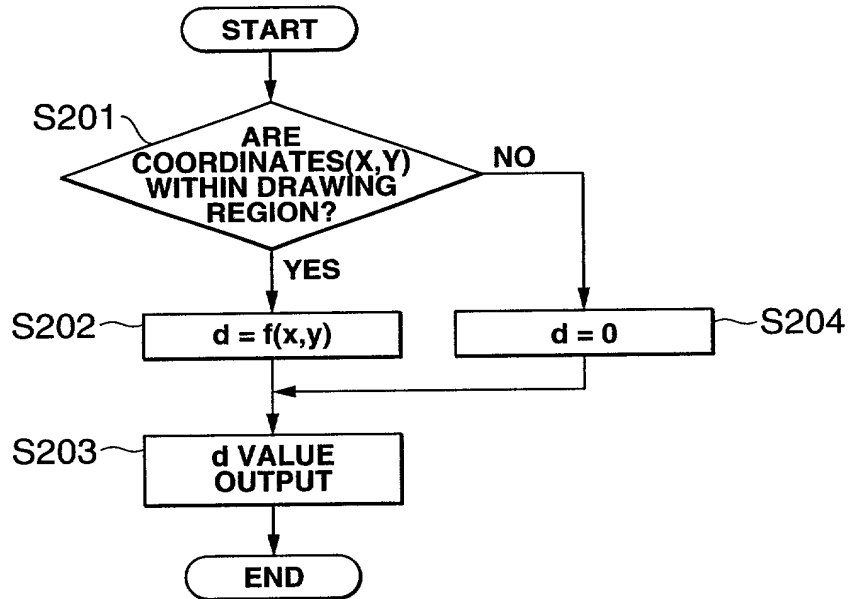 START
S201
ARE
COORDINATES(X,Y)
WITHIN DRAWING
REGION?
NO
YES
S202
d = f(x,y)
d = 0
S204
S203
d VALUE
OUTPUT
END